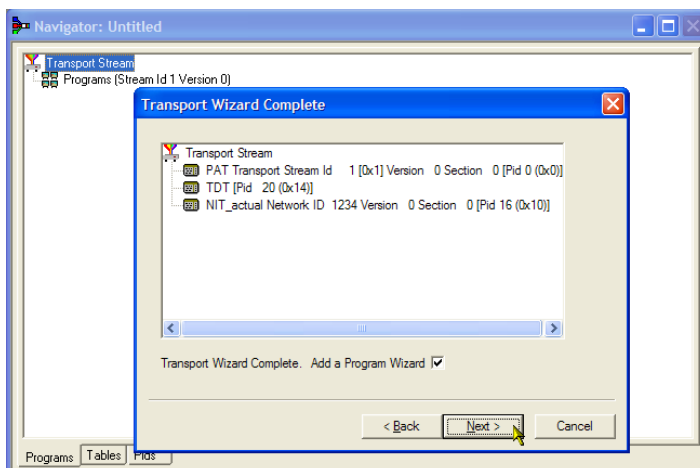 Navigator: Untitled
Transport Stream
Programs (Stream Id 1 Version 0)
Transport Wizard Complete
Transport Stream
PAT Transport Stream Id 1 [0x1] Version 0 Section 0 [Pid 0 (0x0)]
TDT [Pid 20 (0x14)]
NIT_actual Network ID 1234 Version 0 Section 0 [Pid 16 (0x10)]
Transport Wizard Complete. Add a Program Wizard
< Back Next > Cancel
Programs Tables Pids